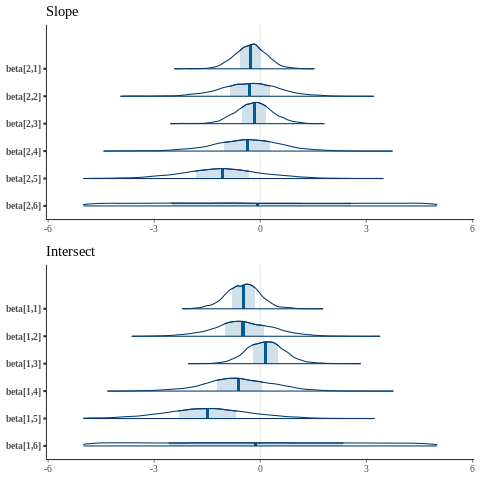 Slope
beta[2,1]
beta[2,2]
beta[2,3]
beta[2,4]
beta[2,5]
beta[2,6]
-6 -3 0 3 6
Intersect
beta[1,1]
beta[1,2]
beta[1,3]
beta[1,4]
beta[1,5]
beta[1,6]
-6 -3 0 3 6